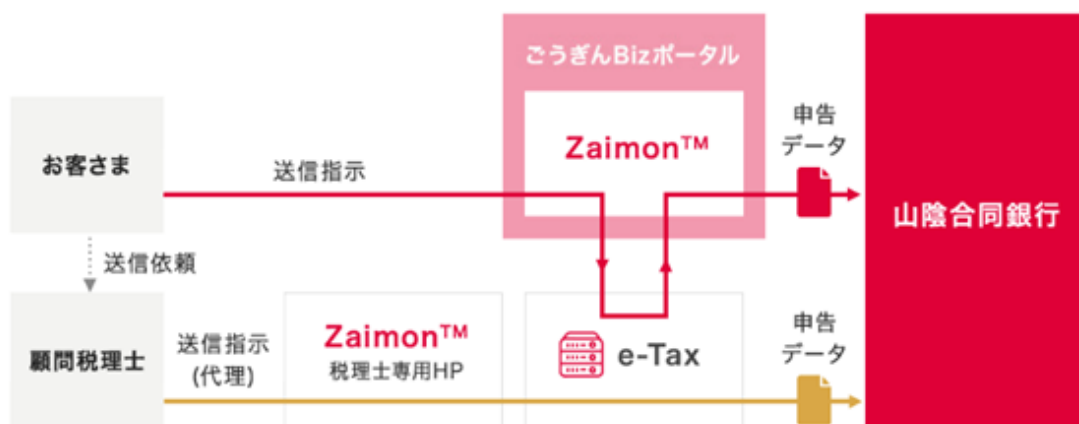 ごうぎんBizポータル
お客さま
送信指示
Zaimon™
申告
データ
山陰合同銀行
送信依頼
顧問税理士
送信指示
(代理)
Zaimon™
税理士専用HP
e-Tax
申告
データ